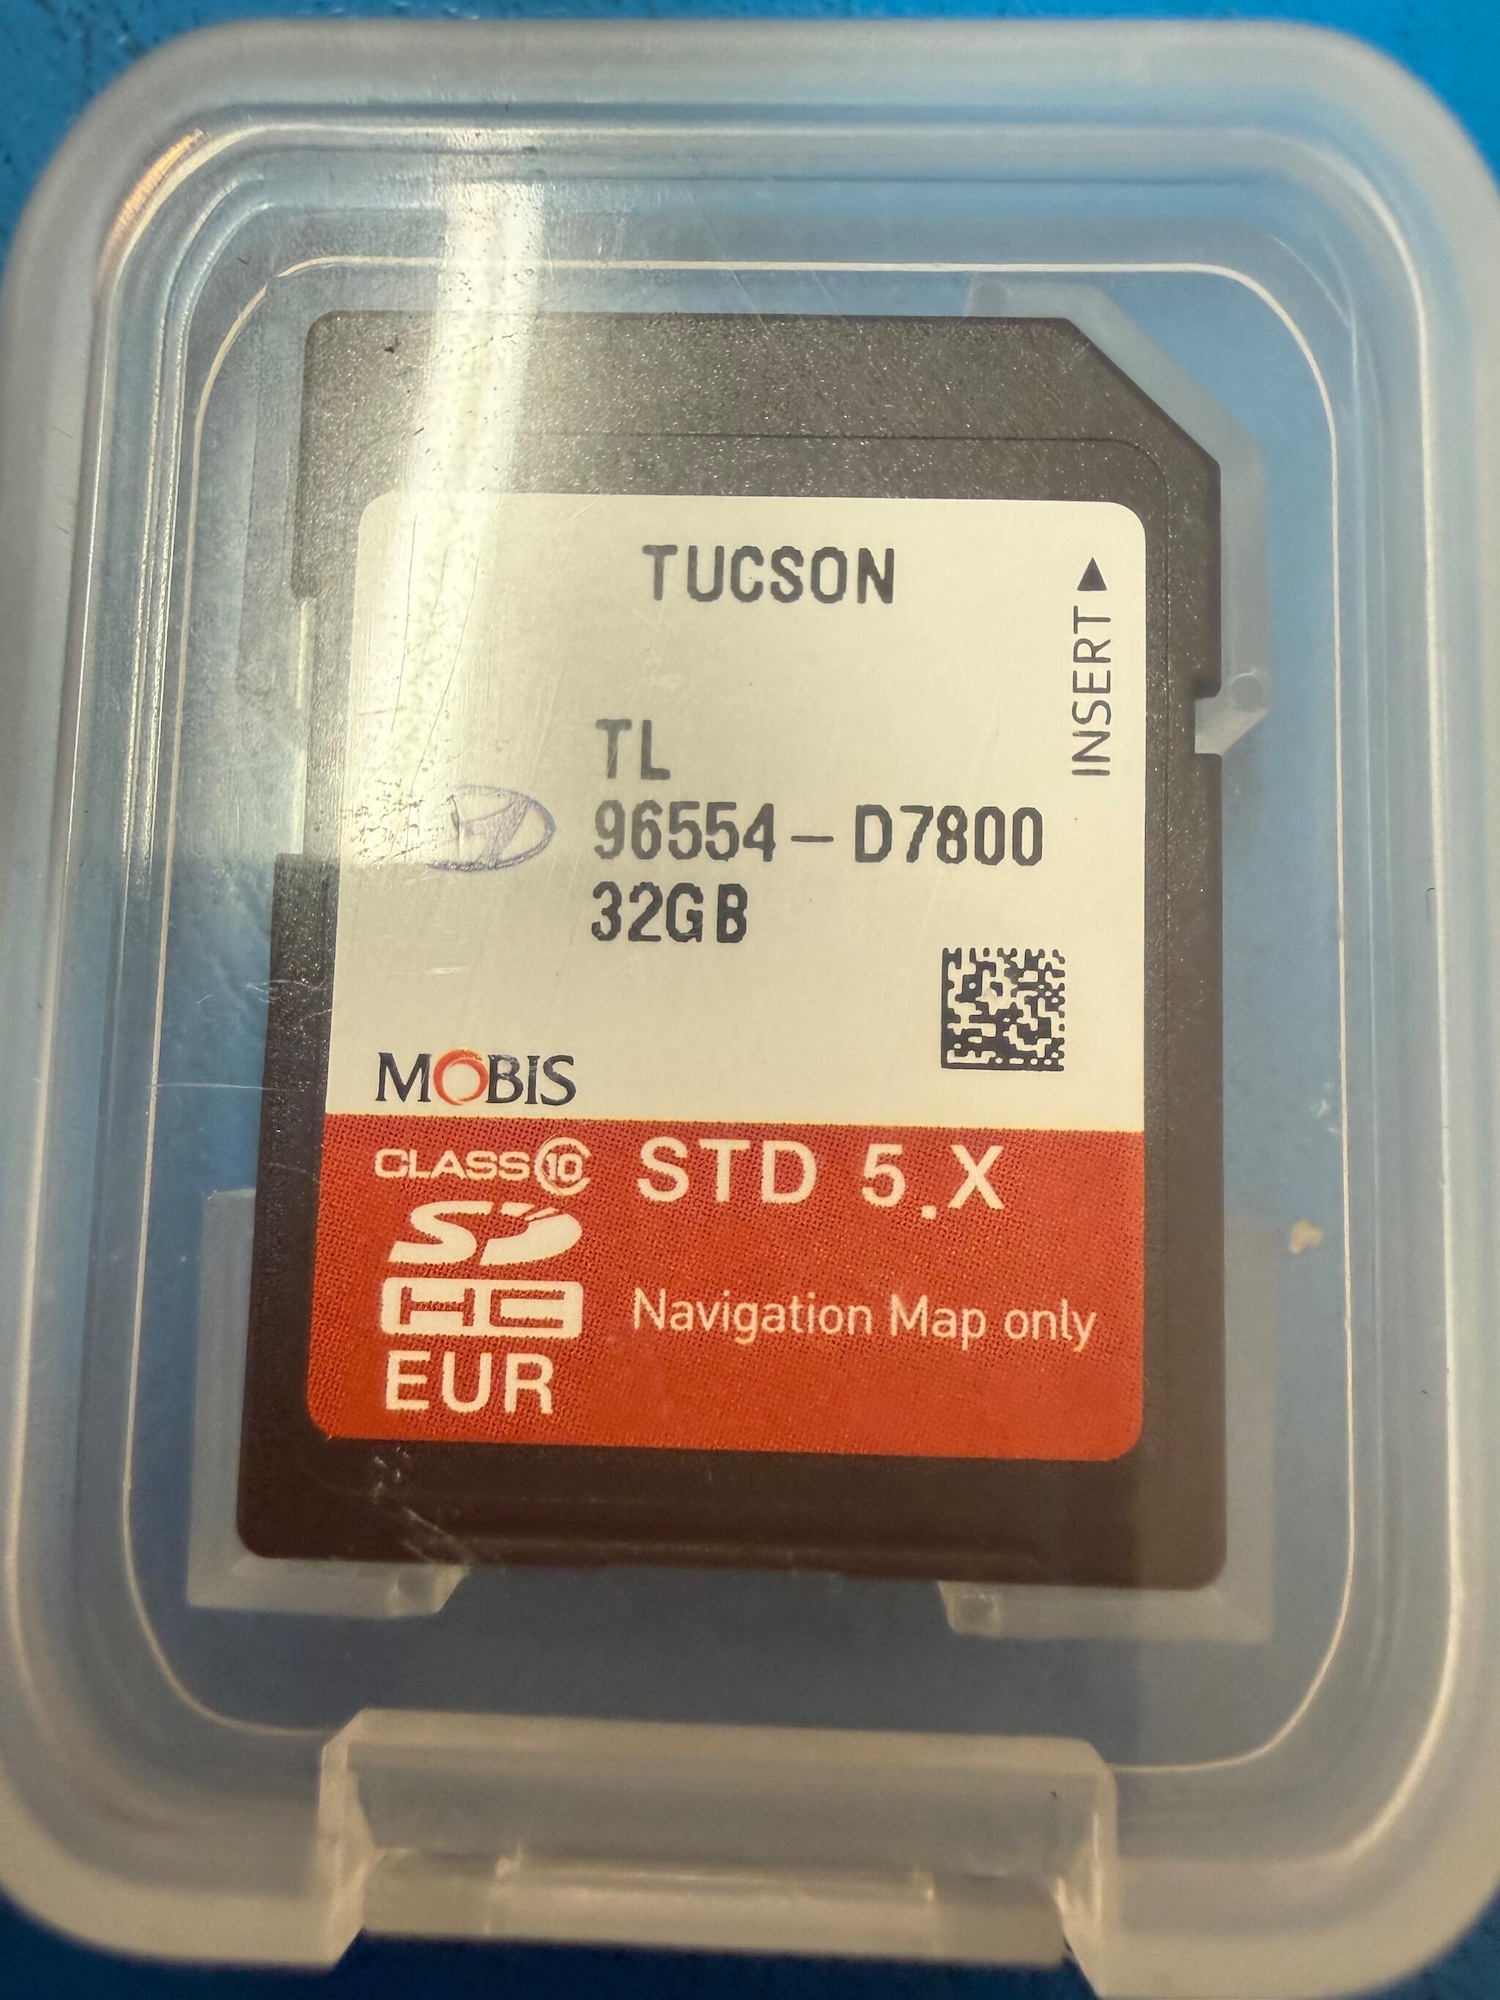 TUCSON
INSERT
TL
96554-D7800
32GB
MOBIS
CLASS 10 STD 5.X
SD
HC Navigation Map only
EUR